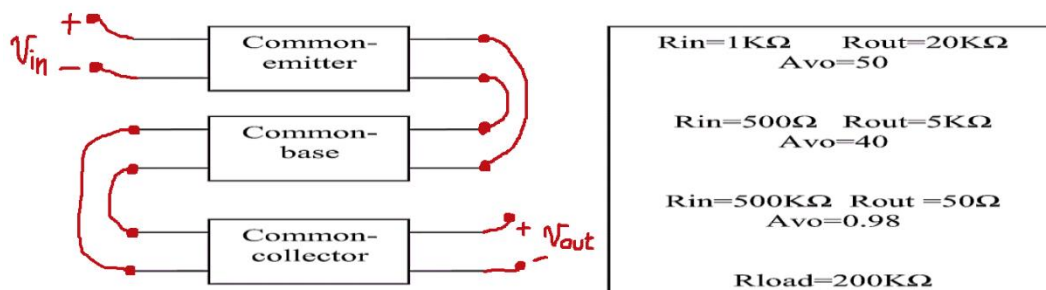 +
Vin
-
Common-
emitter
Common-
base
Common-
collector
+
Vout
-
Rin=1KΩ Rout=20KΩ
Avo=50
Rin=500Ω Rout=5KΩ
Avo=40
Rin=500KΩ Rout =50Ω
Avo=0.98
Rload=200KΩ